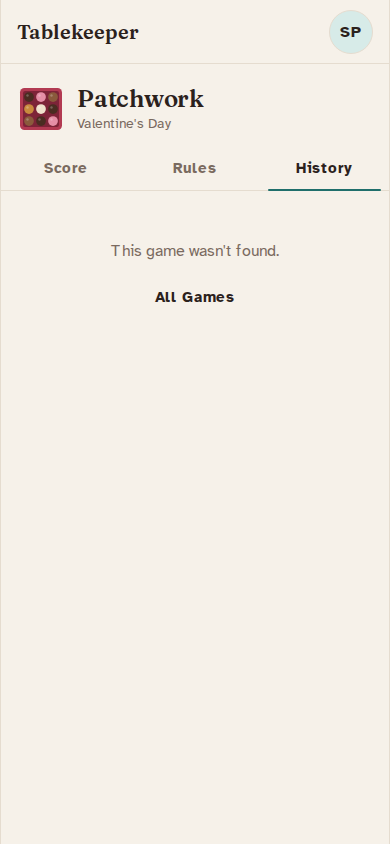 Tablekeeper
SP
Patchwork
Valentine's Day
Score
Rules
History
This game wasn't found.
All Games